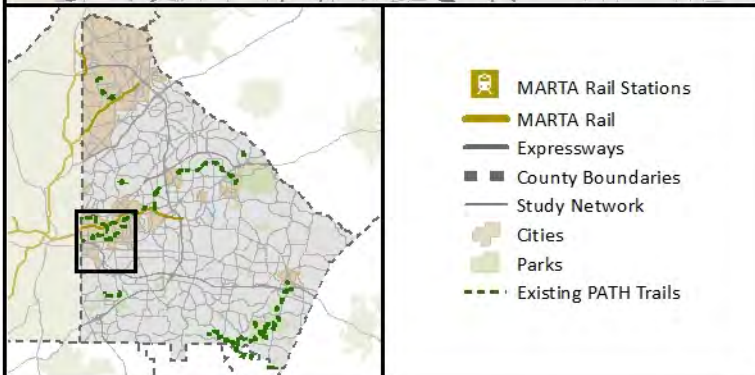 MARTA Rail Stations
MARTA Rail
Expressways
County Boundaries
Study Network
Cities
Parks
Existing PATH Trails